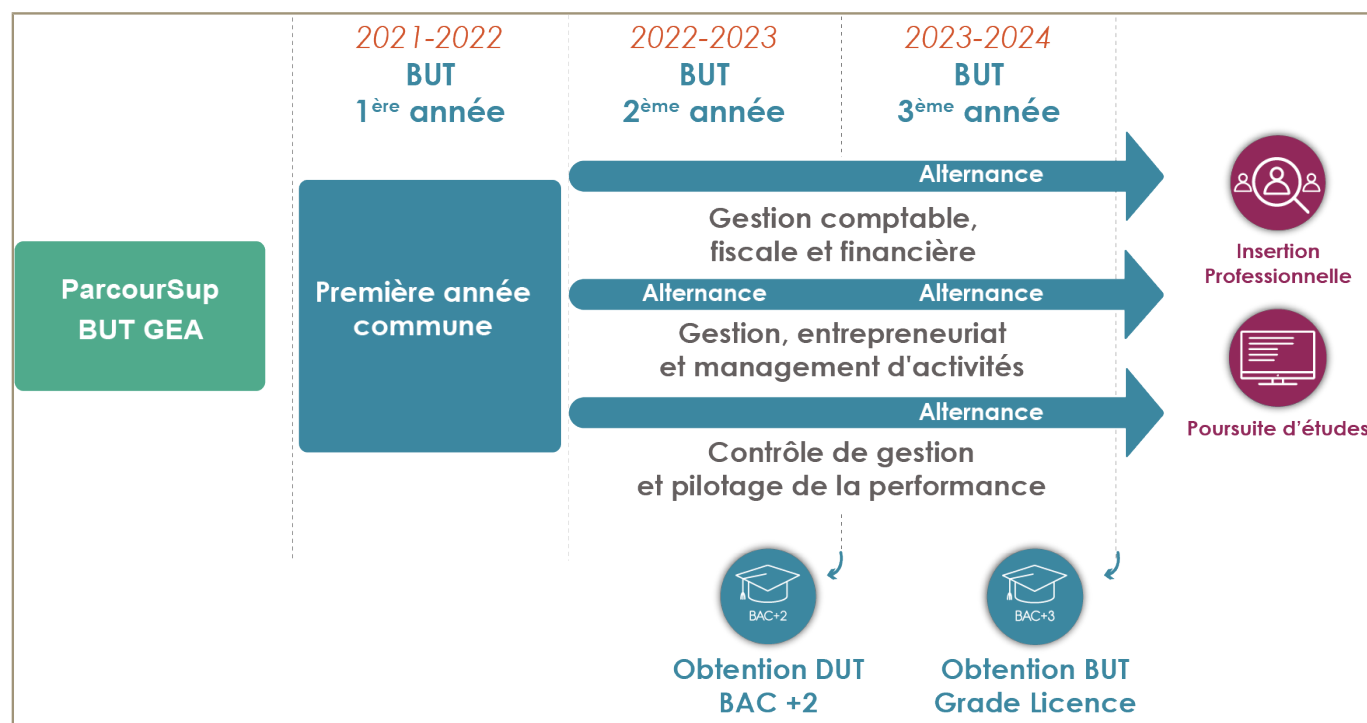 2021-2022
BUT
1ère année
2022-2023
BUT
2ème année
2023-2024
BUT
3ème année
ParcourSup
BUT GEA
Première année
commune
Alternance
Gestion comptable,
fiscale et financière
Alternance
Alternance
Gestion, entrepreneuriat
et management d'activités
Alternance
Contrôle de gestion
et pilotage de la performance
Insertion
Professionnelle
Poursuite d'études
BAC+2
Obtention DUT
BAC +2
BAC+3
Obtention BUT
Grade Licence